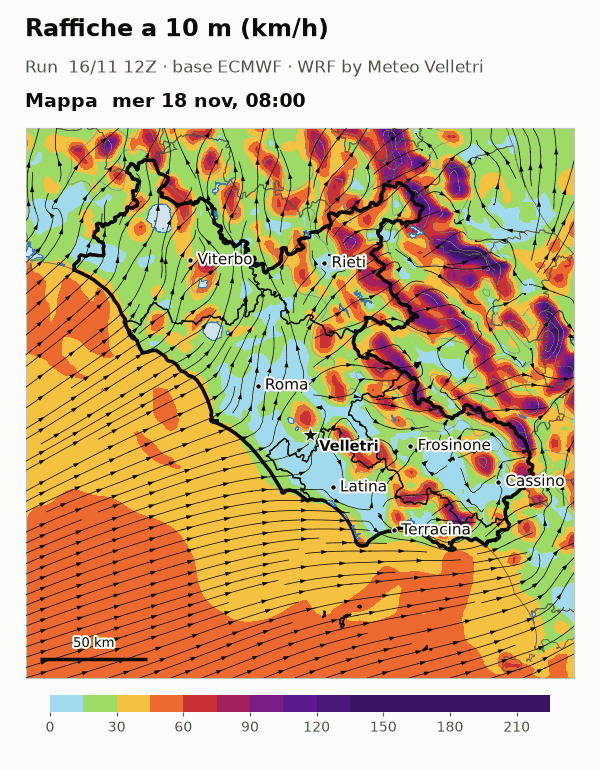 Raffiche a 10 m (km/h)
Run  16/11 12Z · base ECMWF · WRF by Meteo Velletri
Mappa  mer 18 nov, 08:00
Viterbo
Rieti
Roma
Velletri
Frosinone
Cassino
Latina
Terracina
50 km
0 30 60 90 120 150 180 210